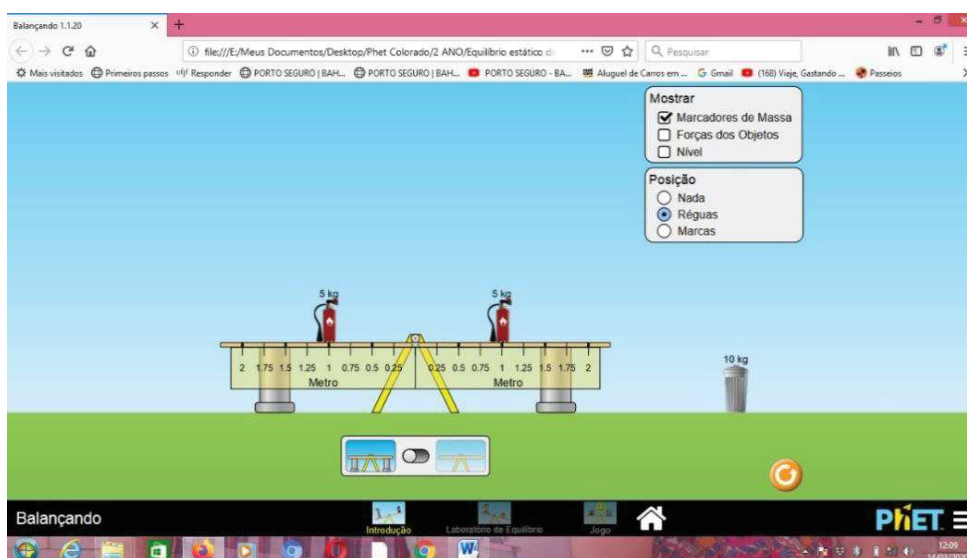 Balançando 1.1.20
file:///E:/Meus Documentos/Desktop/Phet Colorado/2 ANO/Equilíbrio estático d
Pesquisar
Mais visitados Primeiros passos Responder PORTO SEGURO | BAH... PORTO SEGURO | BAH... PORTO SEGURO - BA... Aluguel de Carros em ... Gmail (168) Viaje, Gastando ... Passeios
Mostrar
Marcadores de Massa
Forças dos Objetos
Nível
Posição
Nada
Réguas
Marcas
5 kg 5 kg
10 kg
2 1.75 1.5 1.25 1 0.75 0.5 0.25 0.25 0.5 0.75 1 1.25 1.5 1.75 2
Metro Metro
Balançando
Introdução
Laboratório de Equilíbrio
Jogo
PhET
12:09